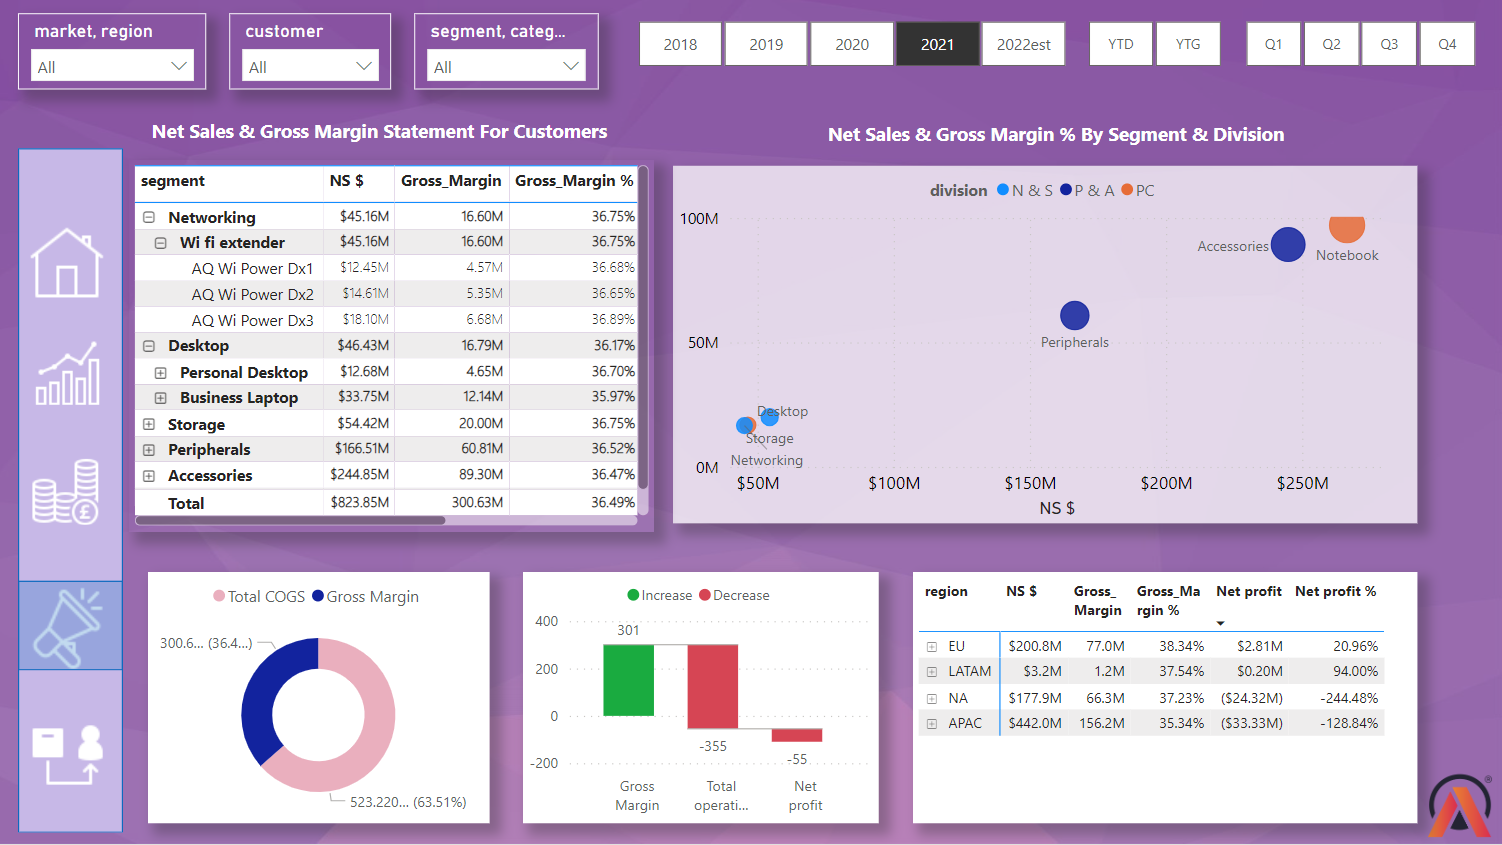 market, region
All
customer
All
segment, categ...
All
2018 2019 2020 2021 2022est YTD YTG Q1 Q2 Q3 Q4
Net Sales & Gross Margin Statement For Customers
segment NS $ Gross_Margin Gross_Margin %
Networking $45.16M 16.60M 36.75%
Wi fi extender $45.16M 16.60M 36.75%
AQ Wi Power Dx1 $12.45M 4.57M 36.68%
AQ Wi Power Dx2 $14.61M 5.35M 36.65%
AQ Wi Power Dx3 $18.10M 6.68M 36.89%
Desktop $46.43M 16.79M 36.17%
Personal Desktop $12.68M 4.65M 36.70%
Business Laptop $33.75M 12.14M 35.97%
Storage $54.42M 20.00M 36.75%
Peripherals $166.51M 60.81M 36.52%
Accessories $244.85M 89.30M 36.47%
Total $823.85M 300.63M 36.49%
Net Sales & Gross Margin % By Segment & Division
division N & S P & A PC
100M
50M
0M
Accessories
Notebook
Peripherals
Desktop
Storage
Networking
$50M $100M $150M $200M $250M
NS $
Total COGS Gross Margin
300.6... (36.4...)
523.220... (63.51%)
Increase Decrease
400
200
0
-200
301
-355
-55
Gross
Margin
Total
operati...
Net
profit
region NS $ Gross_ Gross_Ma Net profit Net profit %
Margin rgin %
EU $200.8M 77.0M 38.34% $2.81M 20.96%
LATAM $3.2M 1.2M 37.54% $0.20M 94.00%
NA $177.9M 66.3M 37.23% ($24.32M) -244.48%
APAC $442.0M 156.2M 35.34% ($33.33M) -128.84%
£
®